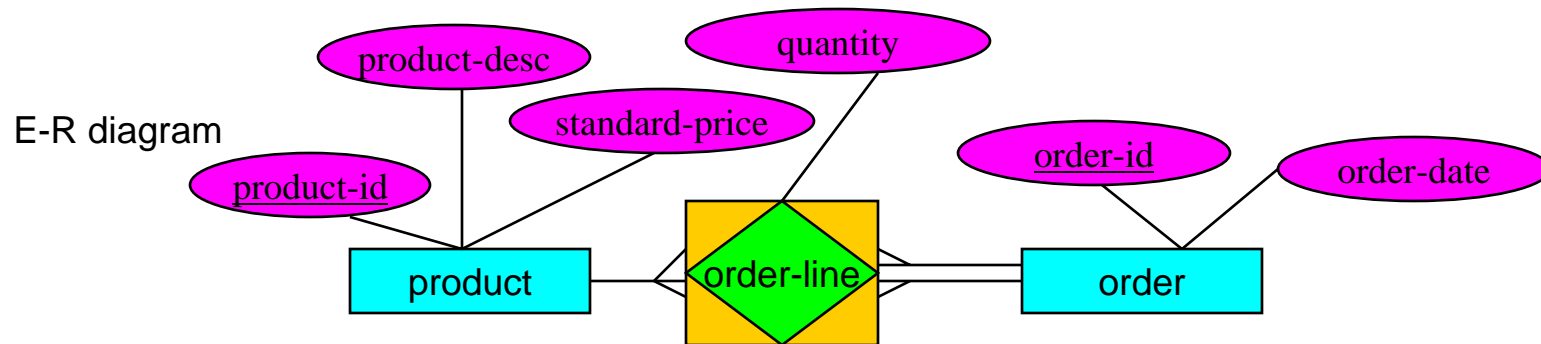 product-desc
quantity
E-R diagram
standard-price
product-id
order-id
order-date
product
order-line
order